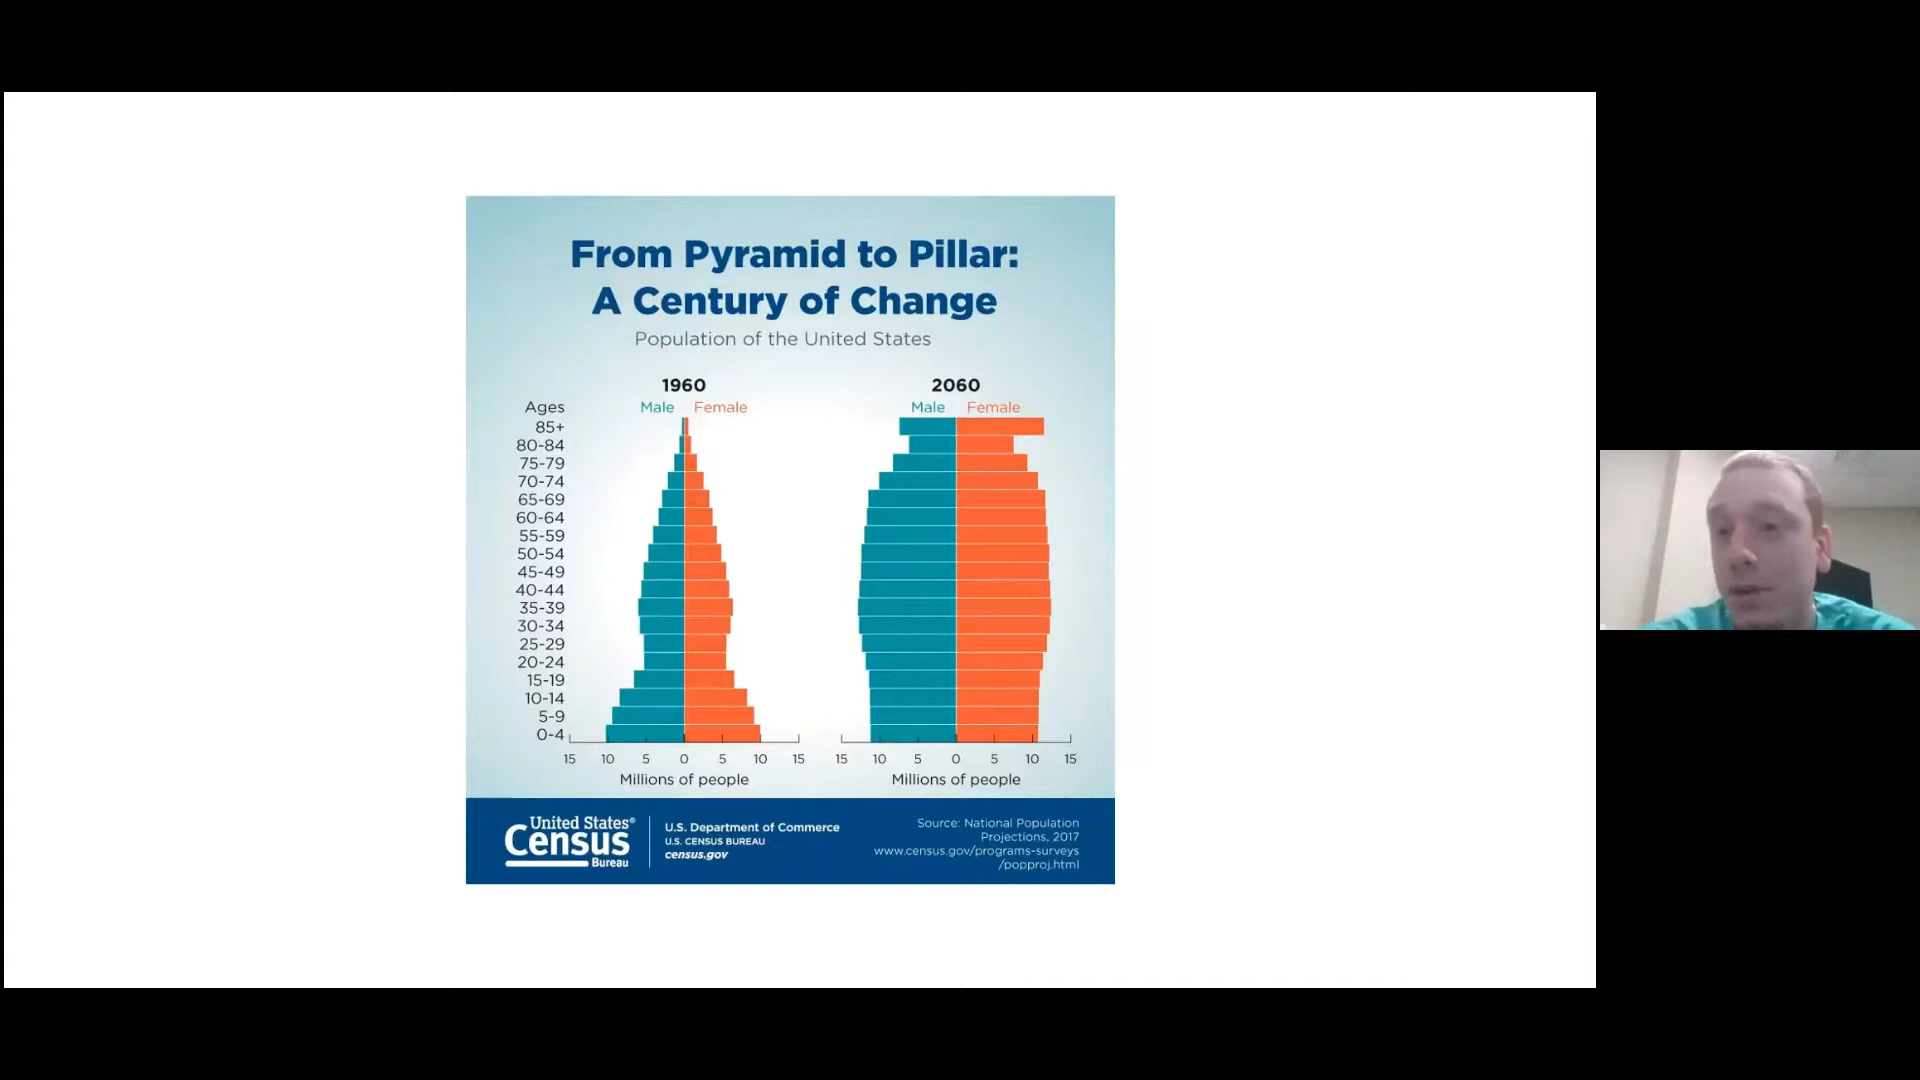 From Pyramid to Pillar:
A Century of Change
Population of the United States
1960
2060
Male Female
Male Female
Ages
85+
80-84
75-79
70-74
65-69
60-64
55-59
50-54
45-49
40-44
35-39
30-34
25-29
20-24
15-19
10-14
5-9
0-4
15 10 5 0 5 10 15
15 10 5 0 5 10 15
Millions of people
Millions of people
United States®
Census
Bureau
U.S. Department of Commerce
U.S. CENSUS BUREAU
census.gov
Source: National Population
Projections, 2017
www.census.gov/programs-surveys
/popproj.html